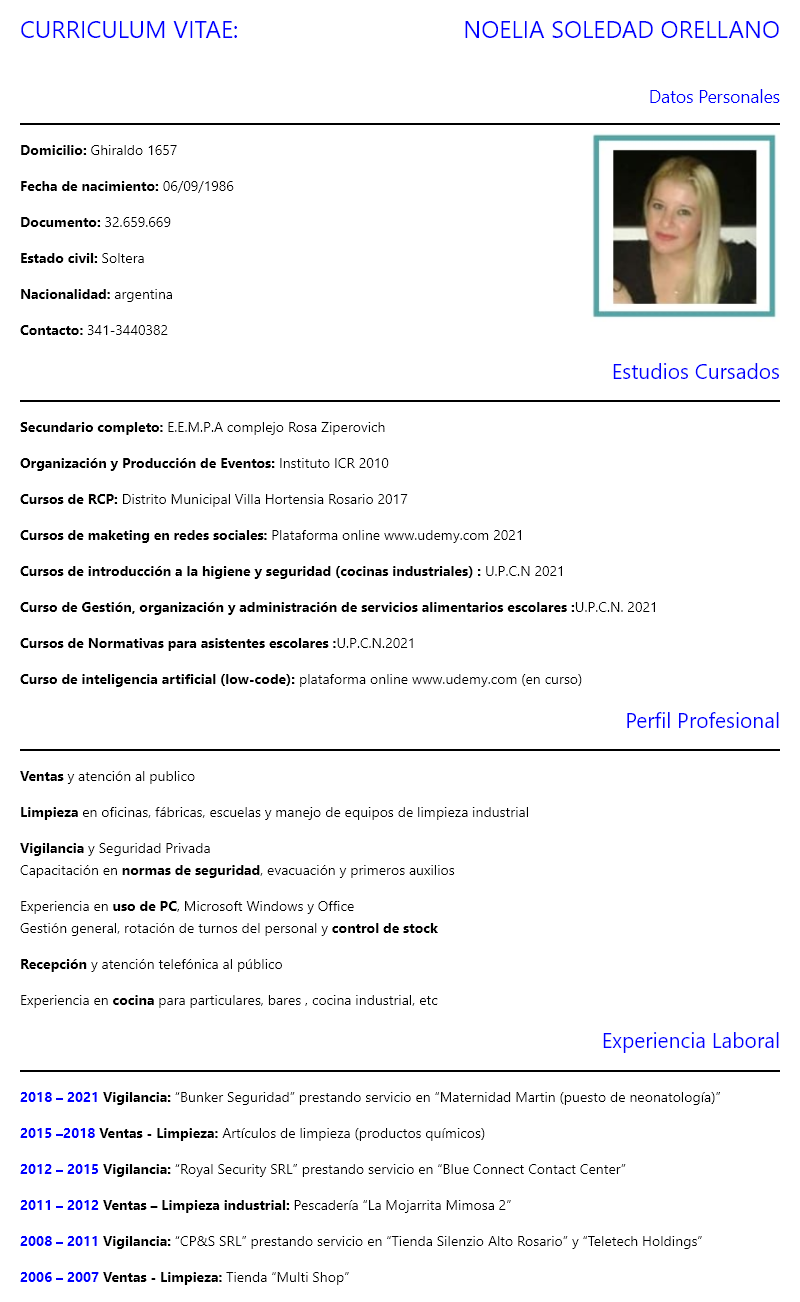 CURRICULUM VITAE: NOELIA SOLEDAD ORELLANO
Datos Personales
Domicilio: Ghiraldo 1657
Fecha de nacimiento: 06/09/1986
Documento: 32.659.669
Estado civil: Soltera
Nacionalidad: argentina
Contacto: 341-3440382
Estudios Cursados
Secundario completo: E.E.M.P.A complejo Rosa Ziperovich
Organización y Producción de Eventos: Instituto ICR 2010
Cursos de RCP: Distrito Municipal Villa Hortensia Rosario 2017
Cursos de maketing en redes sociales: Plataforma online www.udemy.com 2021
Cursos de introducción a la higiene y seguridad (cocinas industriales) : U.P.C.N 2021
Curso de Gestión, organización y administración de servicios alimentarios escolares :U.P.C.N. 2021
Cursos de Normativas para asistentes escolares :U.P.C.N.2021
Curso de inteligencia artificial (low-code): plataforma online www.udemy.com (en curso)
Perfil Profesional
Ventas y atención al publico
Limpieza en oficinas, fábricas, escuelas y manejo de equipos de limpieza industrial
Vigilancia y Seguridad Privada
Capacitación en normas de seguridad, evacuación y primeros auxilios
Experiencia en uso de PC, Microsoft Windows y Office
Gestión general, rotación de turnos del personal y control de stock
Recepción y atención telefónica al público
Experiencia en cocina para particulares, bares , cocina industrial, etc
Experiencia Laboral
2018 – 2021 Vigilancia: “Bunker Seguridad” prestando servicio en “Maternidad Martin (puesto de neonatología)”
2015 –2018 Ventas - Limpieza: Artículos de limpieza (productos químicos)
2012 – 2015 Vigilancia: “Royal Security SRL” prestando servicio en “Blue Connect Contact Center”
2011 – 2012 Ventas – Limpieza industrial: Pescadería “La Mojarrita Mimosa 2”
2008 – 2011 Vigilancia: “CP&S SRL” prestando servicio en “Tienda Silenzio Alto Rosario” y “Teletech Holdings”
2006 – 2007 Ventas - Limpieza: Tienda “Multi Shop”